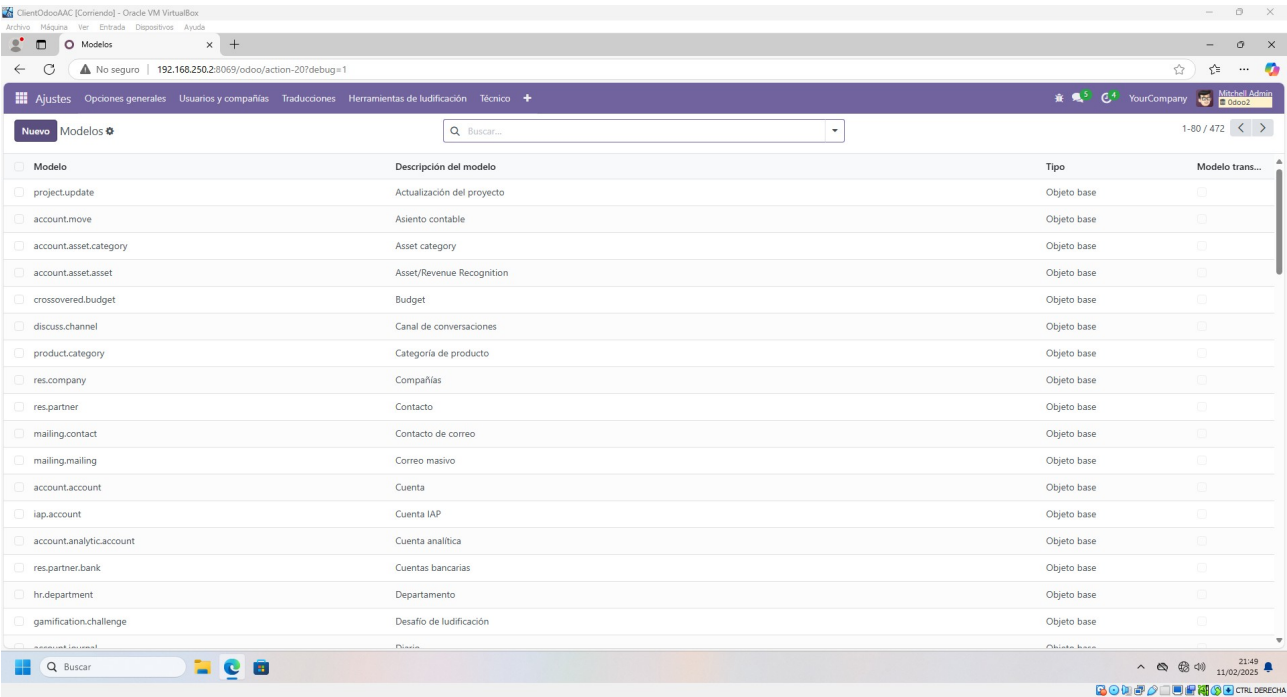 ClientOdooAAC [Corriendo] - Oracle VM VirtualBox
Archivo Máquina Ver Entrada Dispositivos Ayuda
Modelos
No seguro 192.168.250.2:8069/odoo/action-20?debug=1
Ajustes Opciones generales Usuarios y compañías Traducciones Herramientas de ludificación Técnico 5 4 YourCompany Mitchell Admin
Odoo2
Nuevo Modelos Buscar... 1-80 / 472
Modelo Descripción del modelo Tipo Modelo trans...
project.update Actualización del proyecto Objeto base
account.move Asiento contable Objeto base
account.asset.category Asset category Objeto base
account.asset.asset Asset/Revenue Recognition Objeto base
crossovered.budget Budget Objeto base
discuss.channel Canal de conversaciones Objeto base
product.category Categoría de producto Objeto base
res.company Compañías Objeto base
res.partner Contacto Objeto base
mailing.contact Contacto de correo Objeto base
mailing.mailing Correo masivo Objeto base
account.account Cuenta Objeto base
iap.account Cuenta IAP Objeto base
account.analytic.account Cuenta analítica Objeto base
res.partner.bank Cuentas bancarias Objeto base
hr.department Departamento Objeto base
gamification.challenge Desafío de ludificación Objeto base
account.journal Diario Objeto base
Buscar 21:49
11/02/2025
CTRL DERECHA